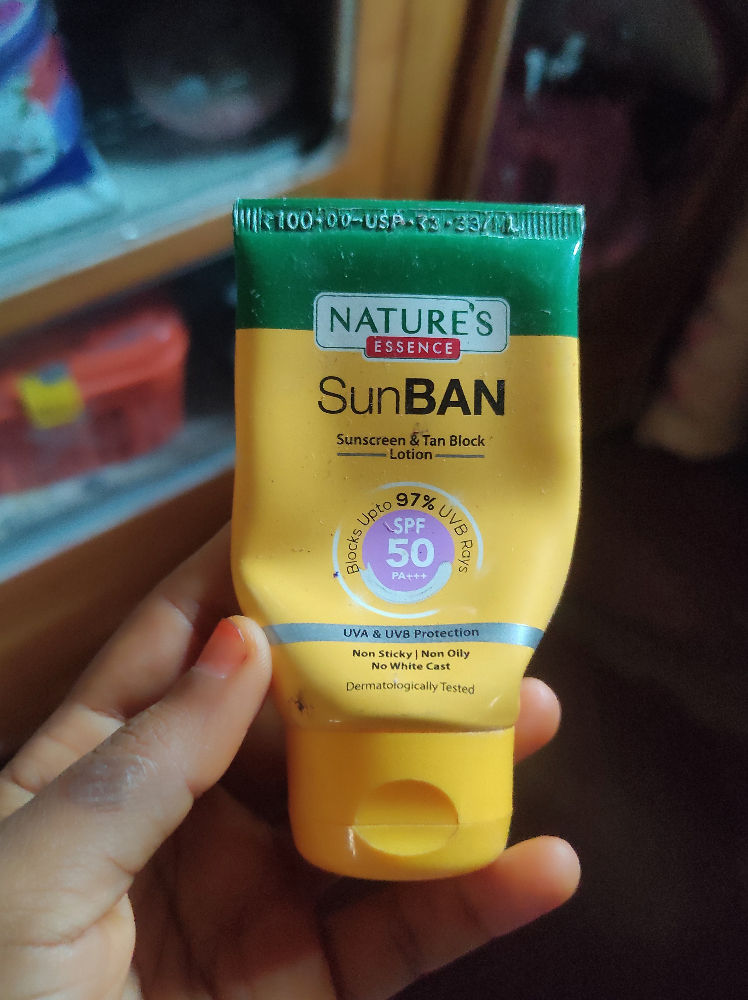 ₹100.00-USP ₹3.33/ML
NATURE'S
ESSENCE
SunBAN
Sunscreen & Tan Block
Lotion
Blocks Upto 97% UVB Rays
SPF
50
PA+++
UVA & UVB Protection
Non Sticky | Non Oily
No White Cast
Dermatologically Tested